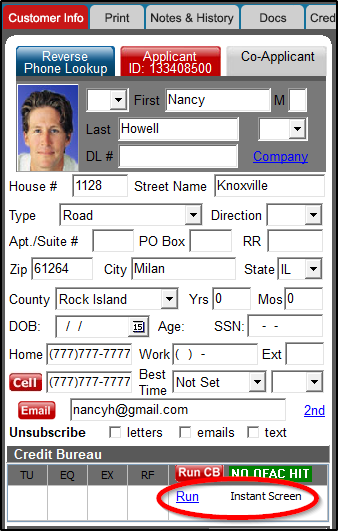 Customer Info Print Notes & History Docs Cred
Reverse Phone Lookup Applicant ID: 133408500 Co-Applicant
First Nancy M
Last Howell
DL # Company
House # 1128 Street Name Knoxville
Type Road Direction
Apt./Suite # PO Box RR
Zip 61264 City Milan State IL
County Rock Island Yrs 0 Mos 0
DOB: / / 15 Age: SSN: - -
Home (777)777-7777 Work ( ) - Ext
Cell (777)777-7777 Best Time Not Set
Email nancyh@gmail.com 2nd
Unsubscribe letters emails text
Credit Bureau
TU EQ EX RF Run CB NO OFAC HIT
Run Instant Screen